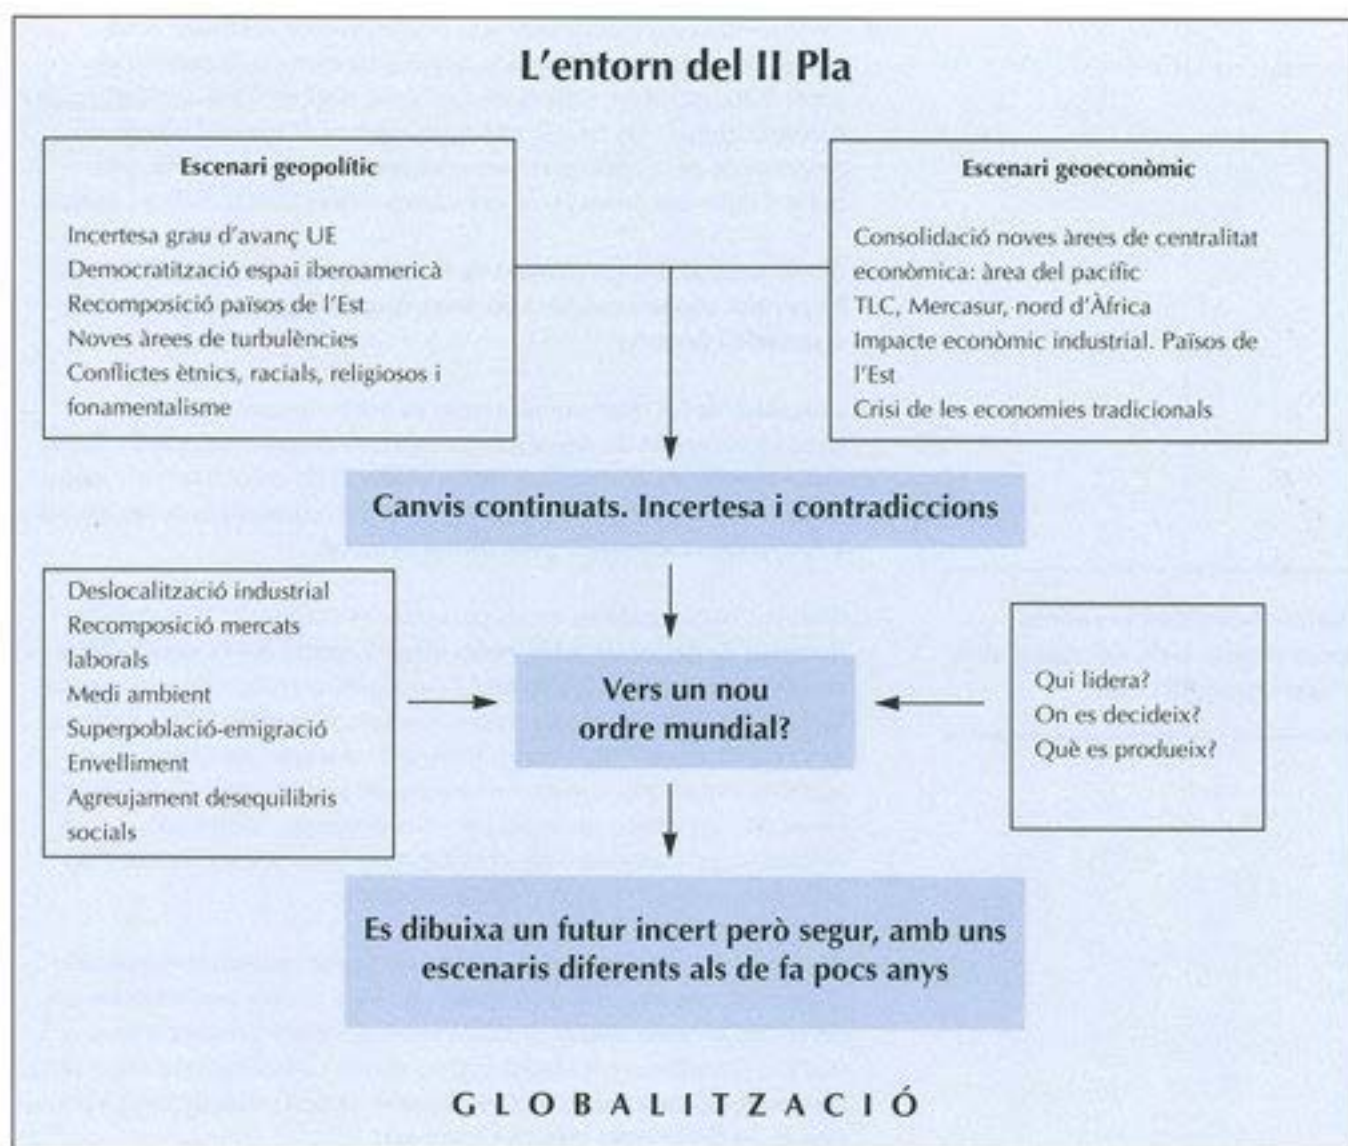 L'entorn del II Pla
Escenari geopolític
Incertesa grau d'avanç UE
Democratització espai iberoamericà
Recomposició països de l'Est
Noves àrees de turbulències
Conflictes ètnics, racials, religiosos i
fonamentalisme
Escenari geoeconòmic
Consolidació noves àrees de centralitat
econòmica: àrea del pacífic
TLC, Mercasur, nord d'Àfrica
Impacte econòmic industrial. Països de
l'Est
Crisi de les economies tradicionals
Canvis continuats. Incertesa i contradiccions
Deslocalització industrial
Recomposició mercats
laborals
Medi ambient
Superpoblació-emigració
Envelliment
Agreujament desequilibris
socials
Vers un nou
ordre mundial?
Qui lidera?
On es decideix?
Què es produeix?
Es dibuixa un futur incert però segur, amb uns
escenaris diferents als de fa pocs anys
GLOBALITZACIÓ